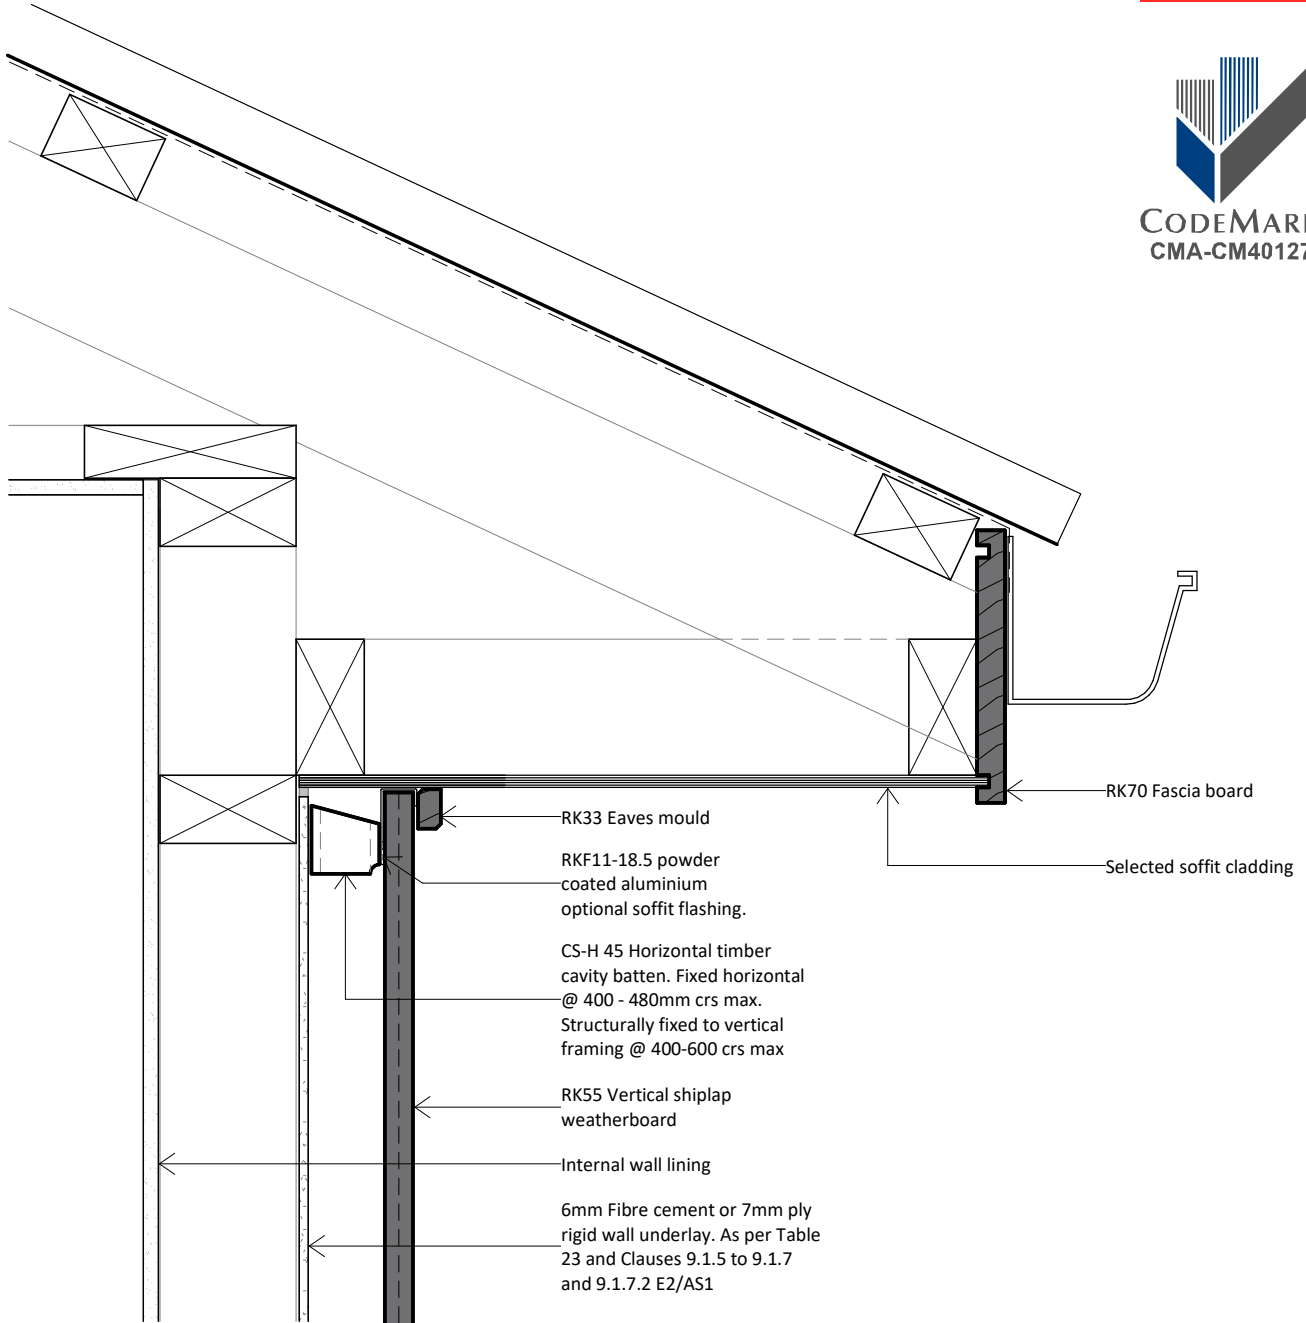 CODEMAR
CMA-CM40127
RK70 Fascia board
RK33 Eaves mould
Selected soffit cladding
RKF11-18.5 powder
coated aluminium
optional soffit flashing.
CS-H 45 Horizontal timber
cavity batten. Fixed horizontal
@ 400 - 480mm crs max.
Structurally fixed to vertical
framing @ 400-600 crs max
RK55 Vertical shiplap
weatherboard
Internal wall lining
6mm Fibre cement or 7mm ply
rigid wall underlay. As per Table
23 and Clauses 9.1.5 to 9.1.7
and 9.1.7.2 E2/AS1